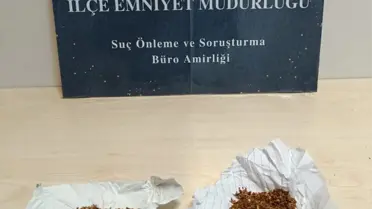 İLÇE EMNİYET MÜDÜRLÜĞÜ
Suç Önleme ve Soruşturma
Büro Amirliği